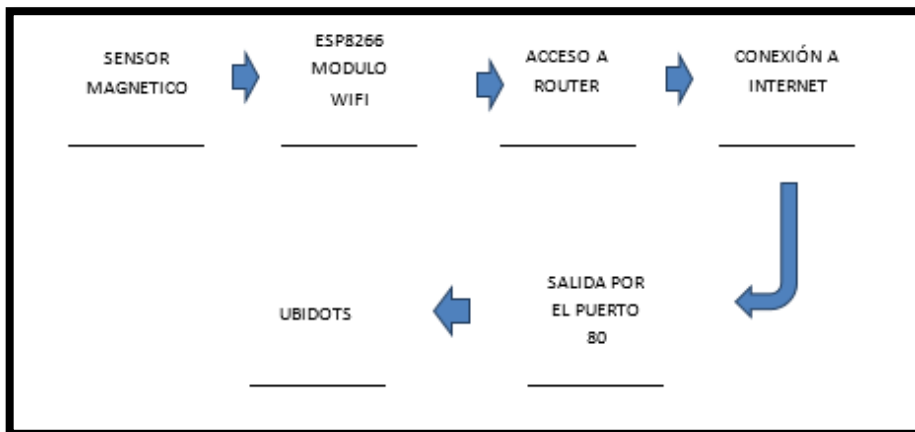 SENSOR
MAGNETICO
ESP8266
MODULO
WIFI
ACCESO A
ROUTER
CONEXIÓN A
INTERNET
SALIDA POR
EL PUERTO
80
UBIDOTS